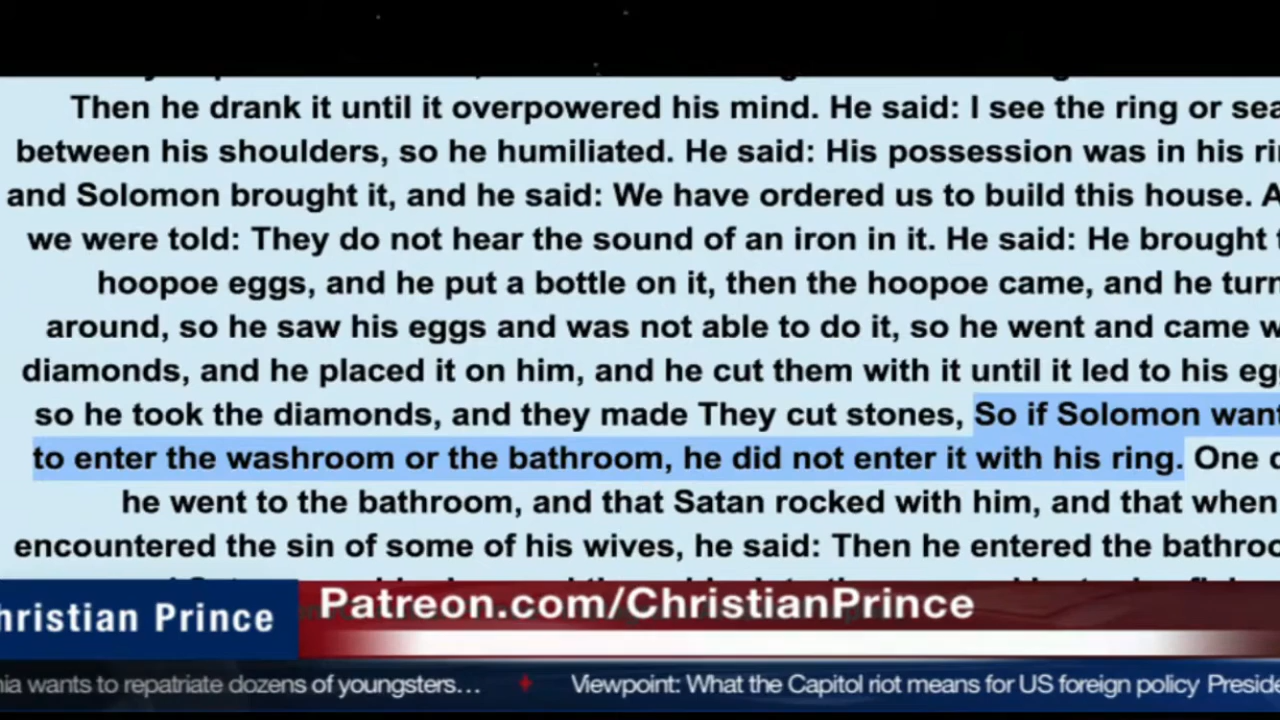 Then he drank it until it overpowered his mind. He said: I see the ring or sea
between his shoulders, so he humiliated. He said: His possession was in his ri
and Solomon brought it, and he said: We have ordered us to build this house. A
we were told: They do not hear the sound of an iron in it. He said: He brought t
hoopoe eggs, and he put a bottle on it, then the hoopoe came, and he turn
around, so he saw his eggs and was not able to do it, so he went and came w
diamonds, and he placed it on him, and he cut them with it until it led to his eg
so he took the diamonds, and they made They cut stones, So if Solomon want
to enter the washroom or the bathroom, he did not enter it with his ring. One
he went to the bathroom, and that Satan rocked with him, and that when
encountered the sin of some of his wives, he said: Then he entered the bathroo
hristian Prince
Patreon.com/ChristianPrince
nia wants to repatriate dozens of youngsters... Viewpoint: What the Capitol riot means for US foreign policy Preside